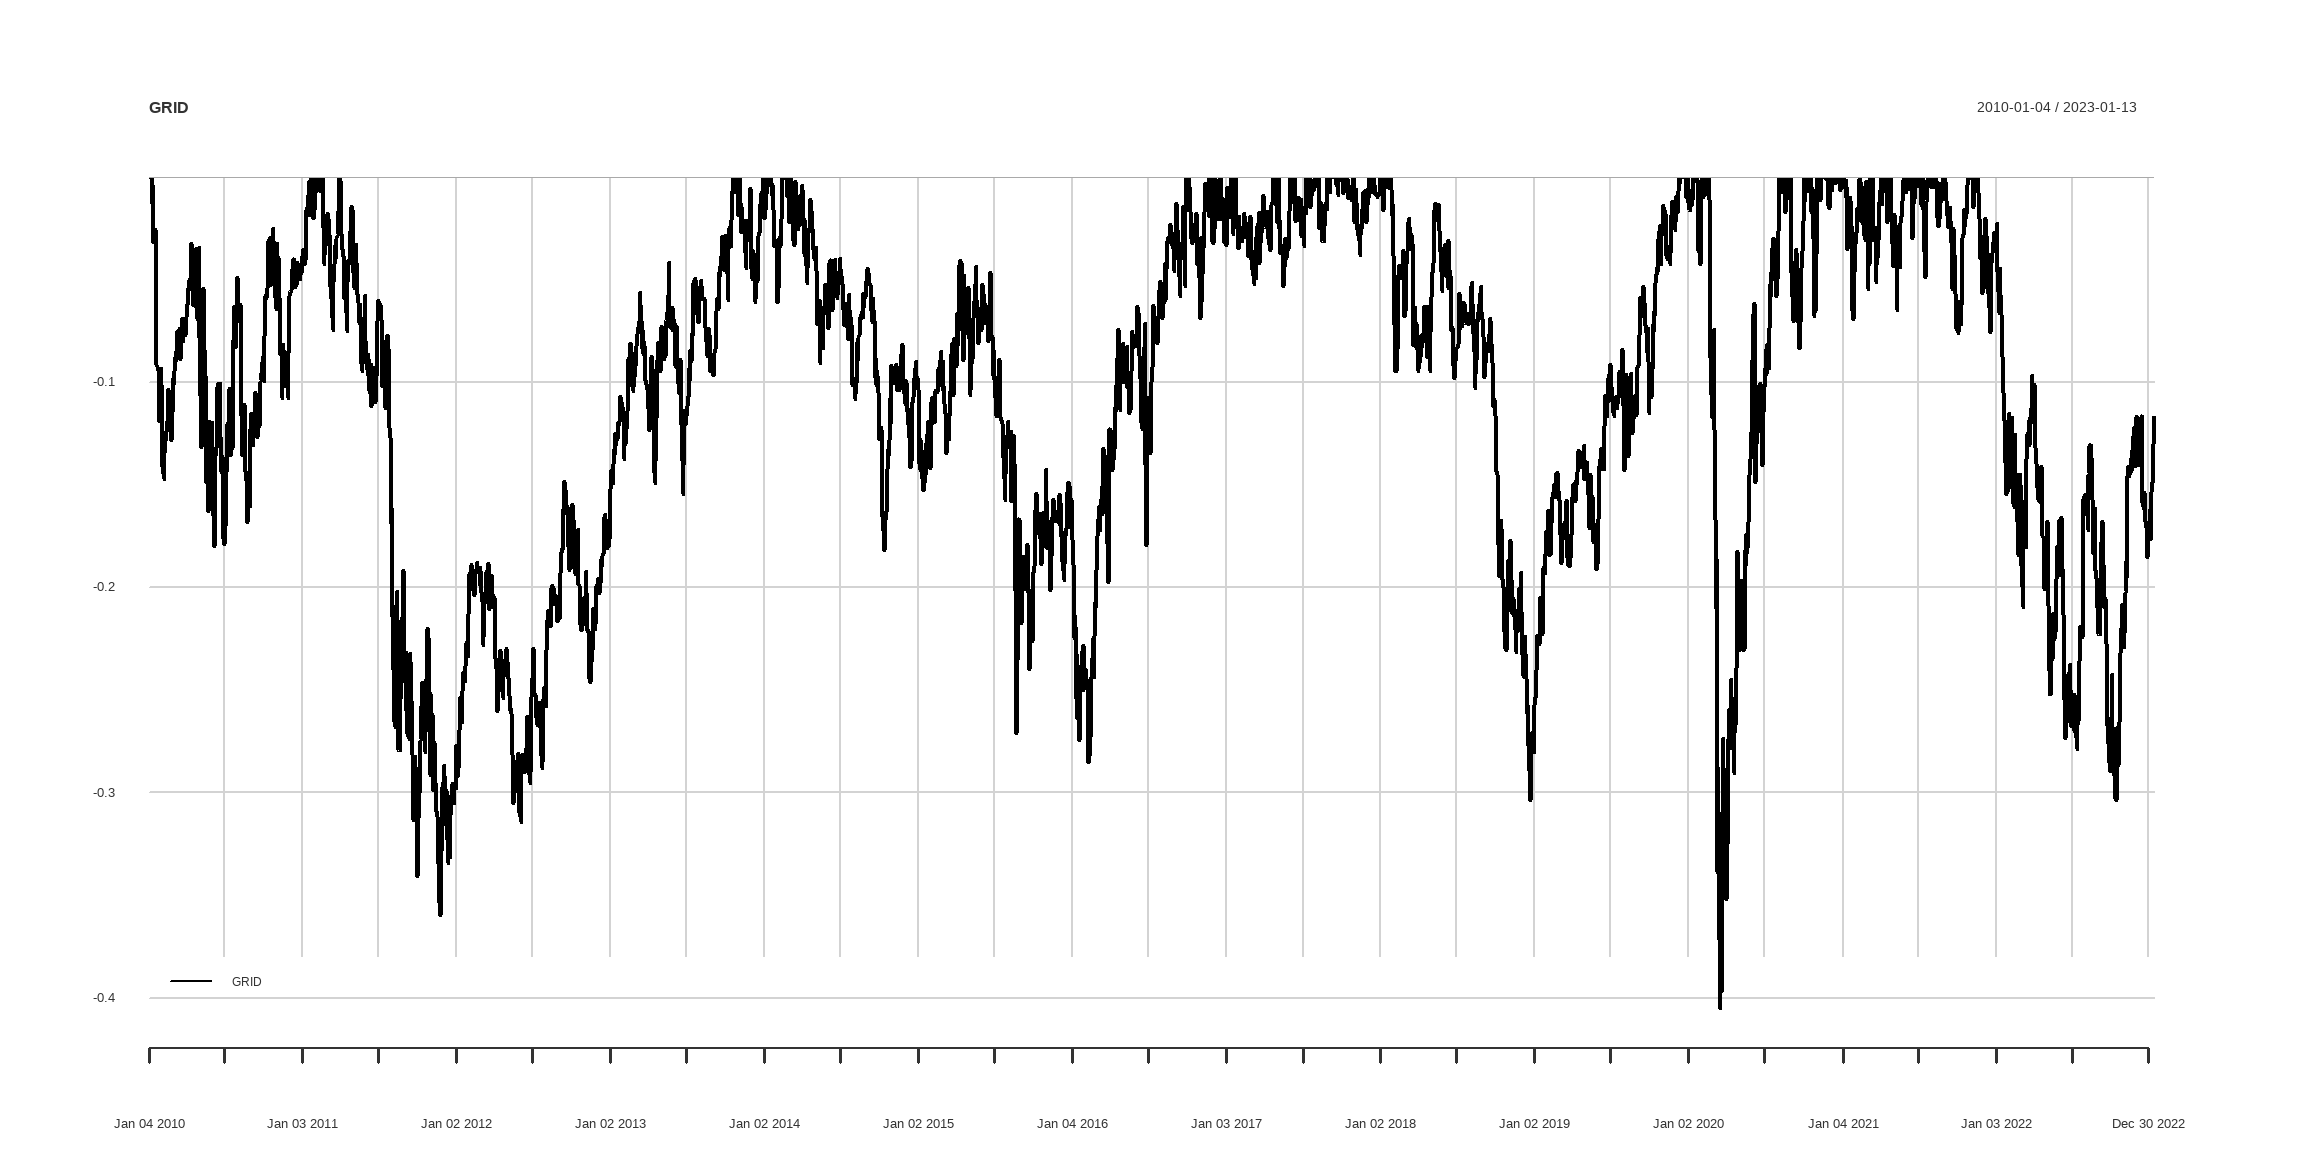 GRID
2010-01-04 / 2023-01-13
-0.1
-0.2
-0.3
GRID
-0.4
Jan 04 2010
Jan 03 2011
Jan 02 2012
Jan 02 2013
Jan 02 2014
Jan 02 2015
Jan 04 2016
Jan 03 2017
Jan 02 2018
Jan 02 2019
Jan 02 2020
Jan 04 2021
Jan 03 2022
Dec 30 2022